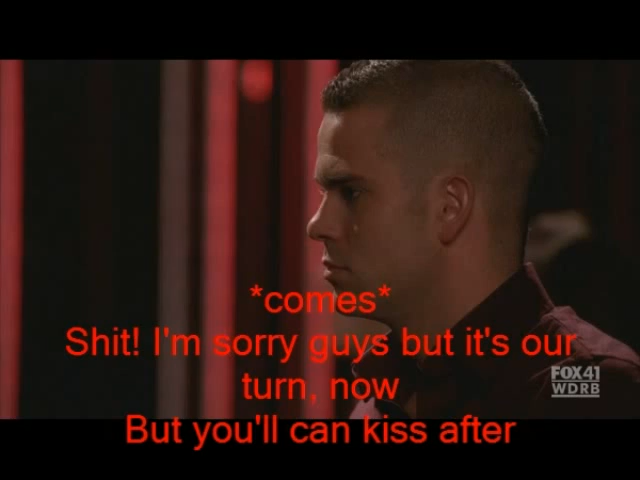 *comes*
Shit! I'm sorry guys but it's our
turn, now
But you'll can kiss after
FOX41
WDRB